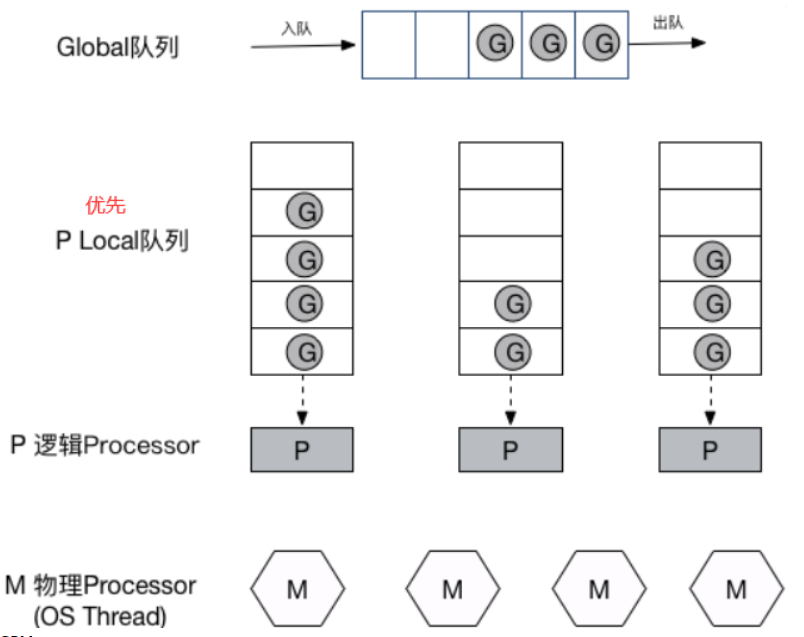 Global队列
入队
G G G
出队
优先
P Local队列
G
G G
G G G
G G G
P 逻辑Processor
P P P
M 物理Processor
(OS Thread)
M M M M